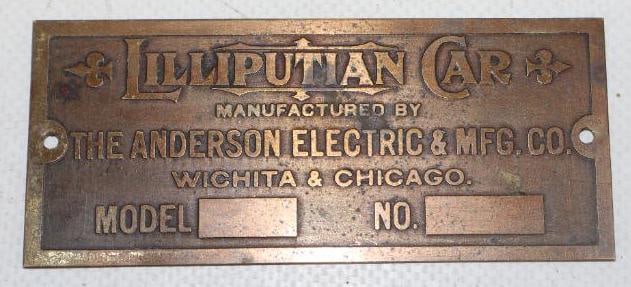 LILLIPUTIAN CAR
MANUFACTURED BY
THE ANDERSON ELECTRIC & MFG. CO.
WICHITA & CHICAGO.
MODEL NO.